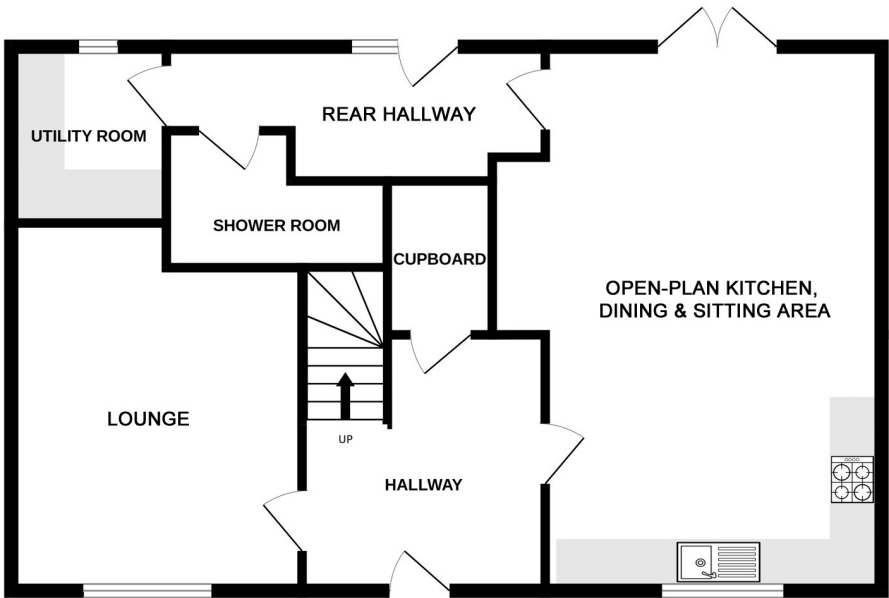 REAR HALLWAY
UTILITY ROOM
SHOWER ROOM
CUPBOARD
OPEN-PLAN KITCHEN,
DINING & SITTING AREA
LOUNGE
UP
HALLWAY